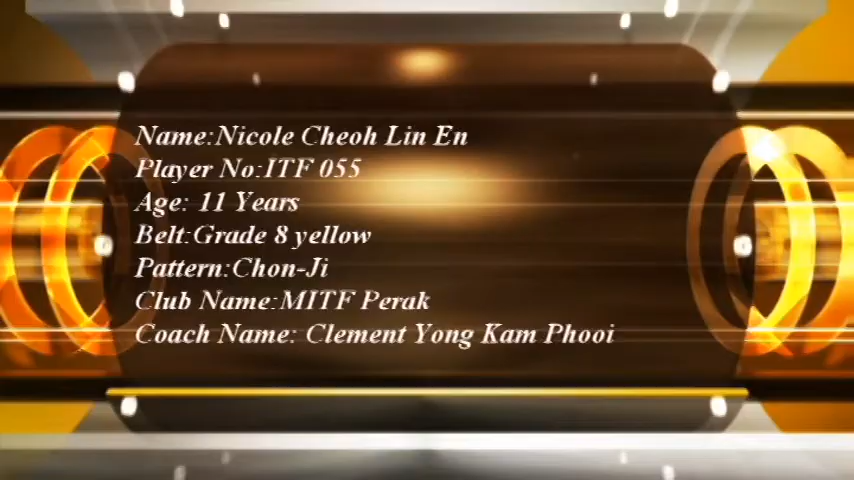 Name:Nicole Cheoh Lin En
Player No:ITF 055
Age: 11 Years
Belt:Grade 8 yellow
Pattern:Chon-Ji
Club Name:MITF Perak
Coach Name: Clement Yong Kam Phooi